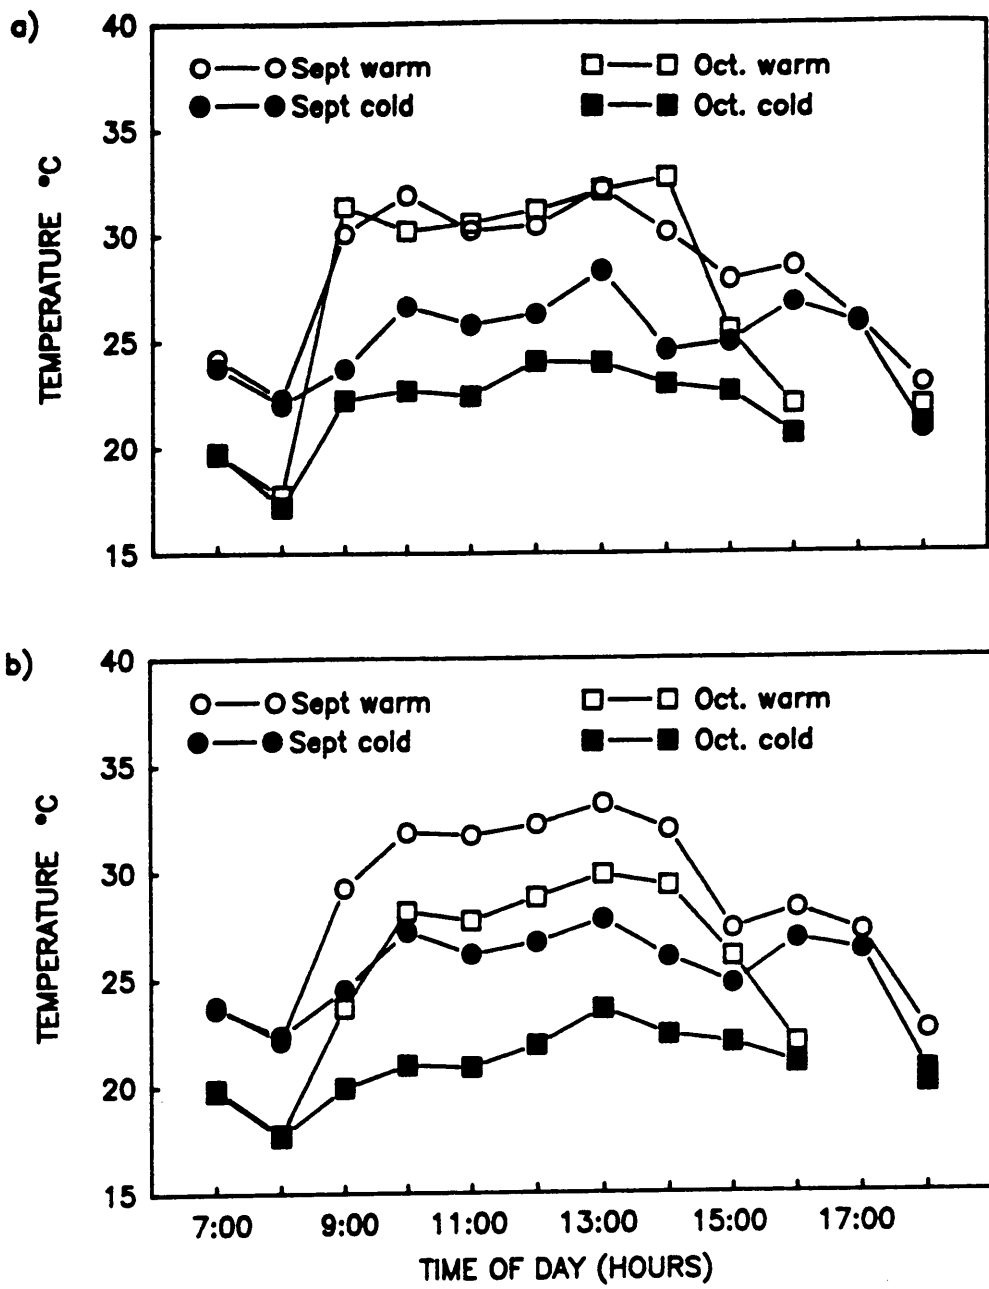 a)
40
Sept warm
Oct. warm
Sept cold
Oct. cold
35
30
25
20
15
TEMPERATURE °C
b)
40
Sept warm
Oct. warm
Sept cold
Oct. cold
35
30
25
20
15
TEMPERATURE °C
7:00 9:00 11:00 13:00 15:00 17:00
TIME OF DAY (HOURS)